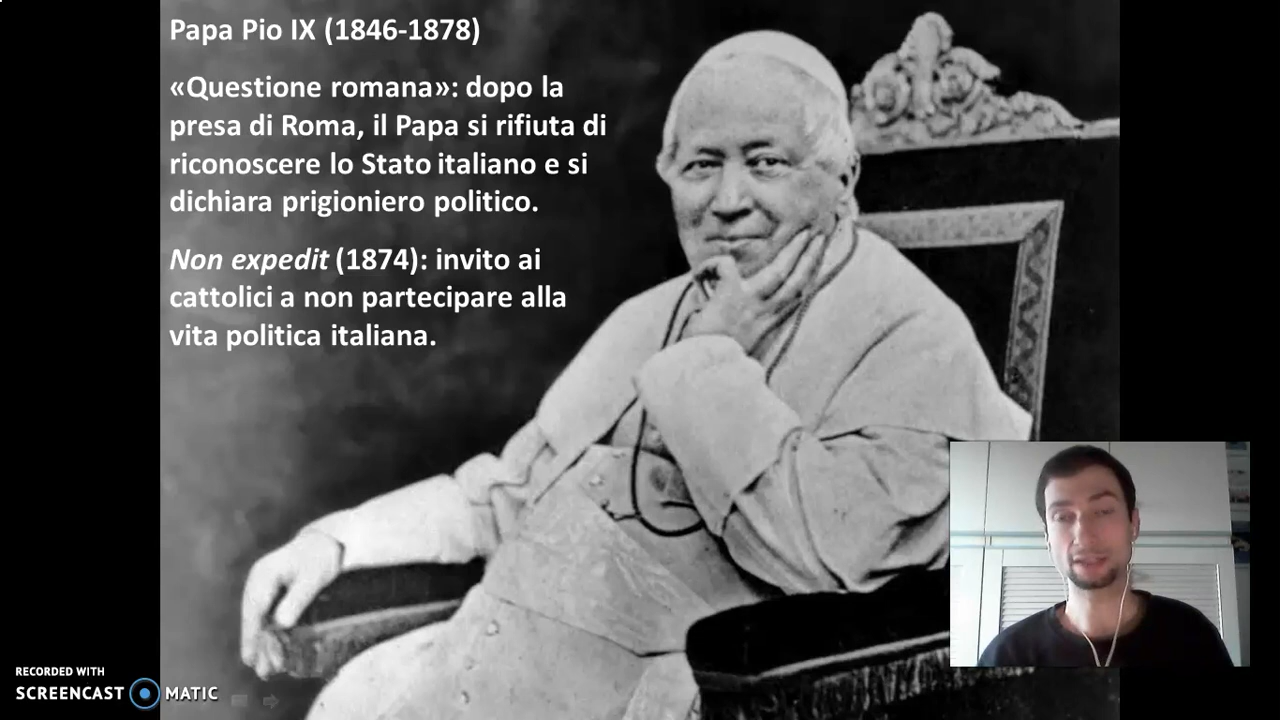 Papa Pio IX (1846-1878)
«Questione romana»: dopo la
presa di Roma, il Papa si rifiuta di
riconoscere lo Stato italiano e si
dichiara prigioniero politico.
Non expedit (1874): invito ai
cattolici a non partecipare alla
vita politica italiana.
RECORDED WITH
SCREENCAST MATIC